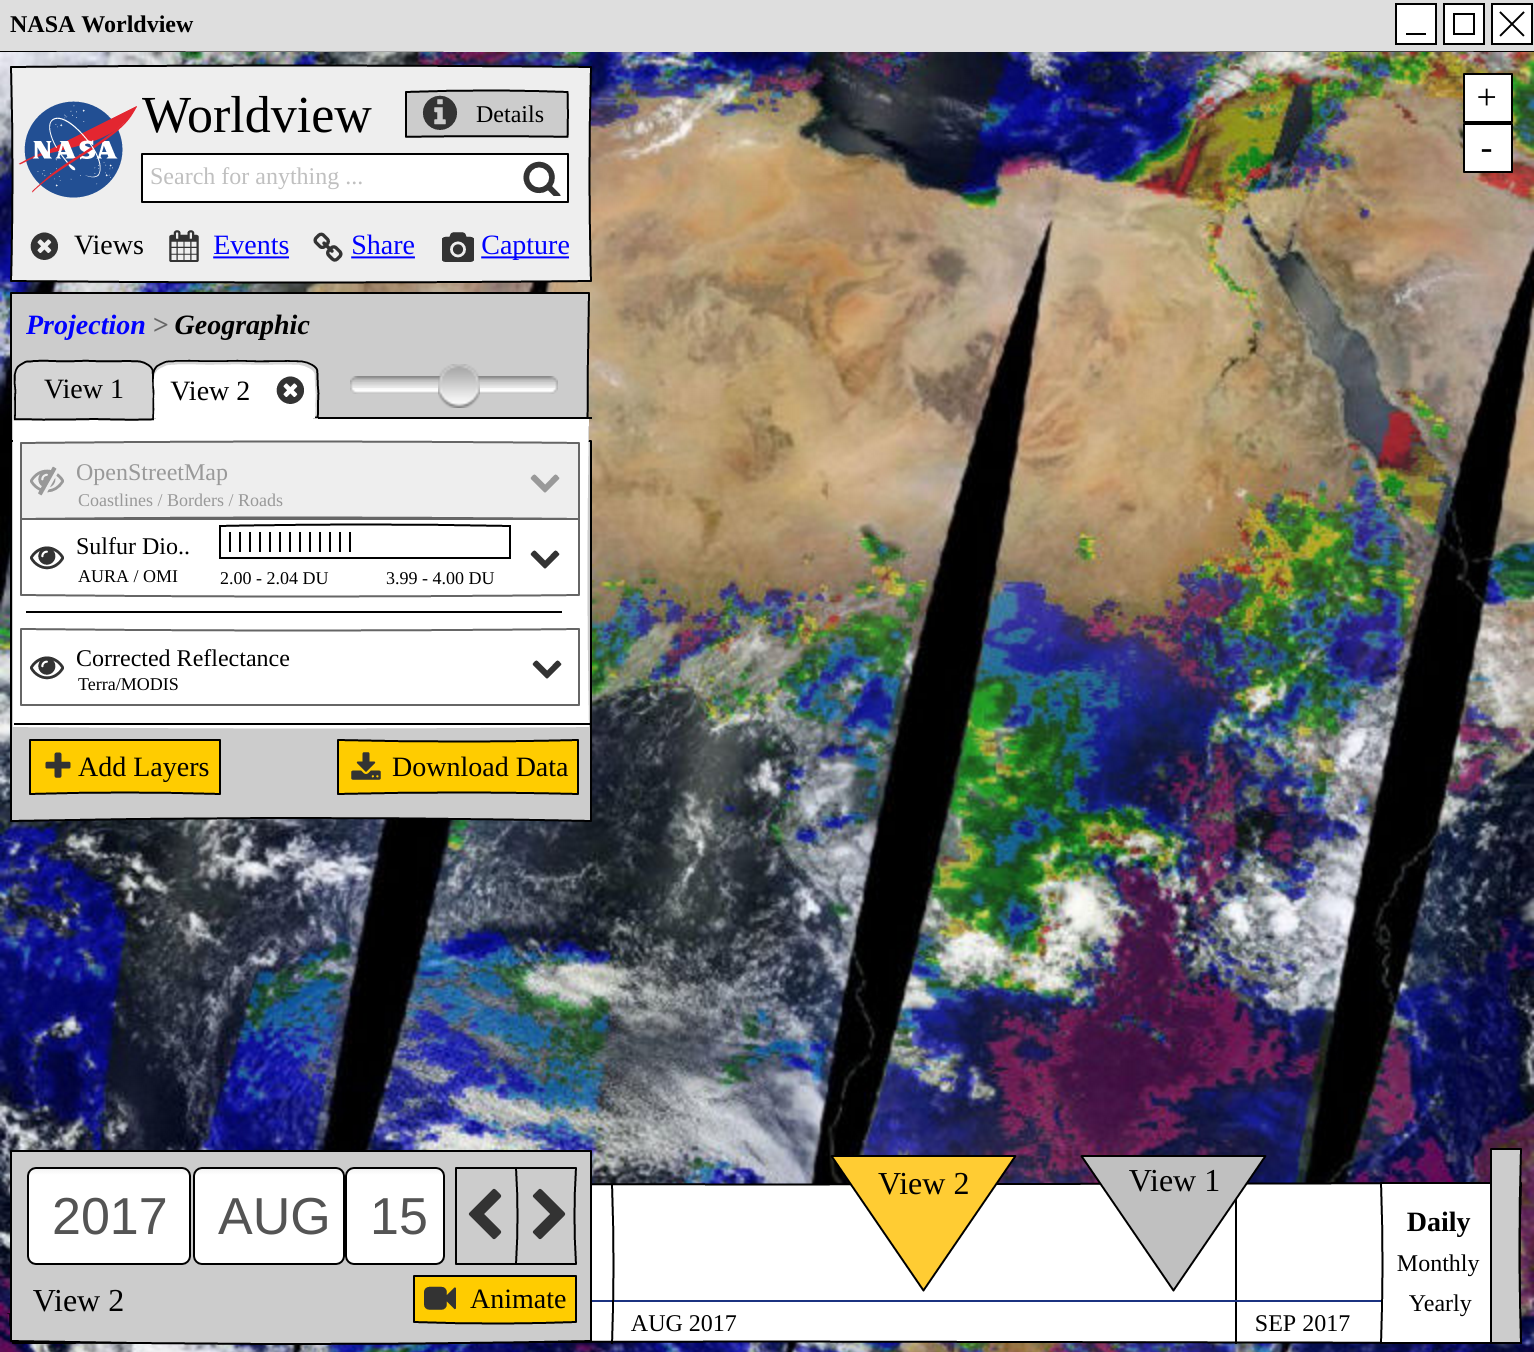 NASA Worldview
+
-
NASA
Worldview
Details
Search for anything ...
Views Events Share Capture
Projection > Geographic
View 1
View 2
OpenStreetMap
Coastlines / Borders / Roads
Sulfur Dio..
AURA / OMI
2.00 - 2.04 DU
3.99 - 4.00 DU
Corrected Reflectance
Terra/MODIS
Add Layers
Download Data
2017 AUG 15
View 2
Animate
View 2
View 1
AUG 2017
SEP 2017
Daily
Monthly
Yearly